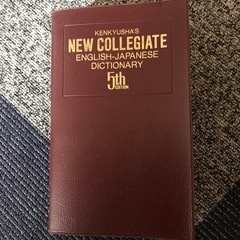 KENKYUSHA'S
NEW COLLEGIATE
ENGLISH-JAPANESE
DICTIONARY
5th
EDITION